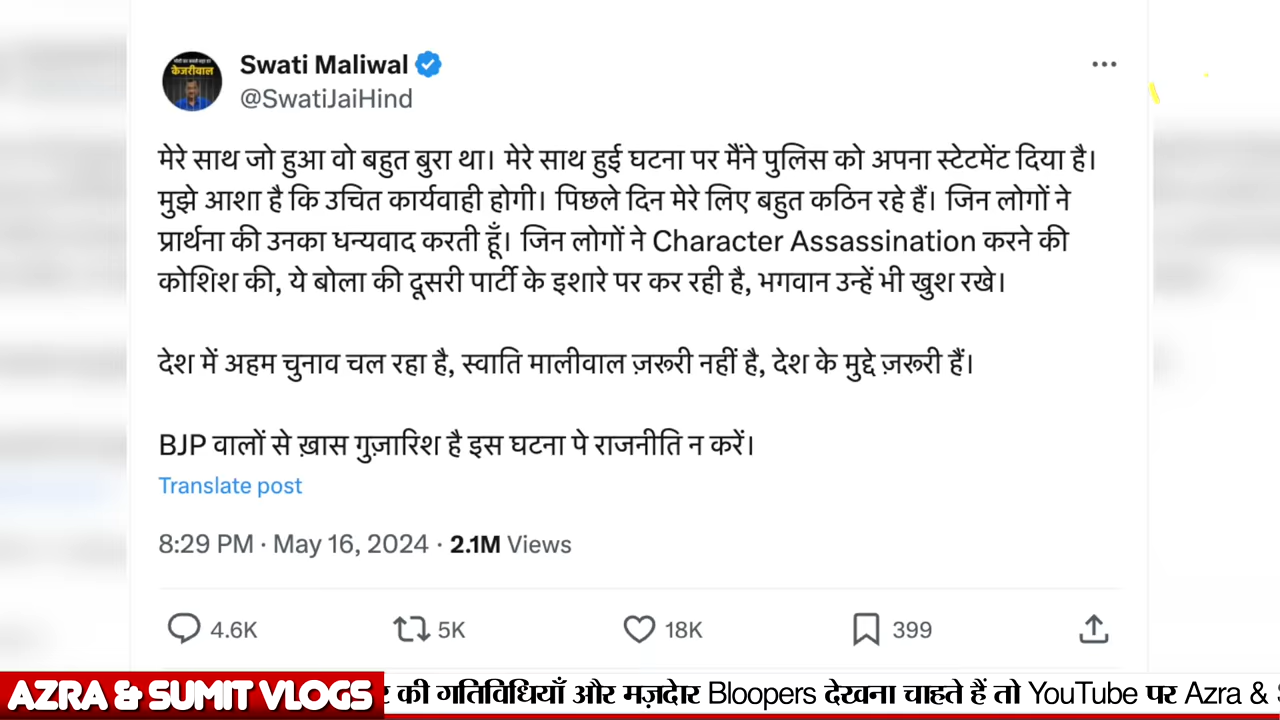 Swati Maliwal
@SwatiJaiHind
केजरीवाल
मेरे साथ जो हुआ वो बहुत बुरा था। मेरे साथ हुई घटना पर मैंने पुलिस को अपना स्टेटमेंट दिया है।
मुझे आशा है कि उचित कार्यवाही होगी। पिछले दिन मेरे लिए बहुत कठिन रहे हैं। जिन लोगों ने
प्रार्थना की उनका धन्यवाद करती हूँ। जिन लोगों ने Character Assassination करने की
कोशिश की, ये बोला की दूसरी पार्टी के इशारे पर कर रही है, भगवान उन्हें भी खुश रखे।
देश में अहम चुनाव चल रहा है, स्वाति मालीवाल ज़रूरी नहीं है, देश के मुद्दे ज़रूरी हैं।
BJP वालों से ख़ास गुज़ारिश है इस घटना पे राजनीति न करें।
Translate post
8:29 PM · May 16, 2024 · 2.1M Views
4.6K 5K 18K 399
AZRA & SUMIT VLOGS की गतिविधियाँ और मज़देार Bloopers देखना चाहते हैं तो YouTube पर Azra &